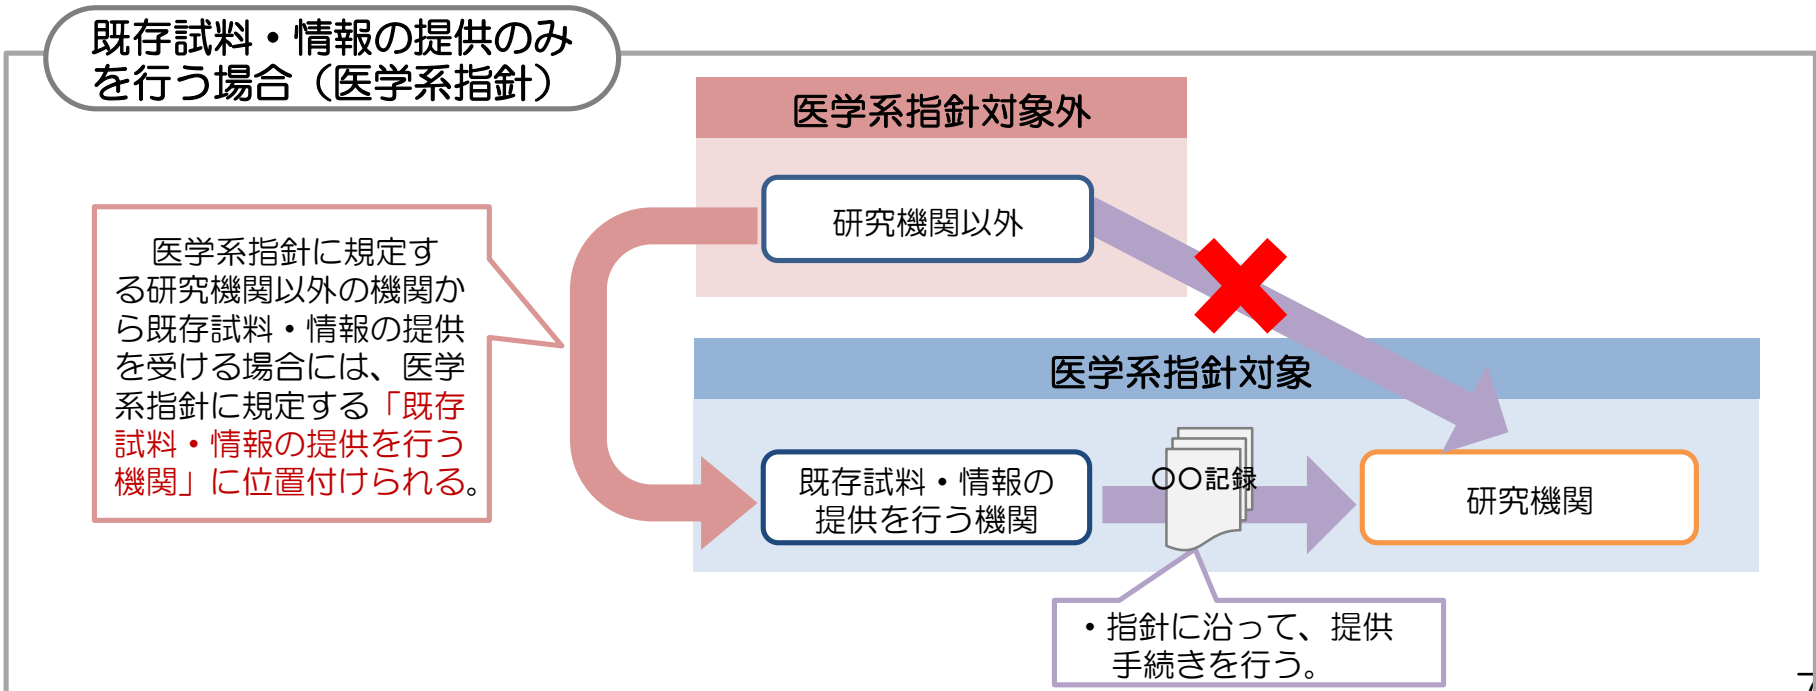 既存試料・情報の提供のみ
を行う場合（医学系指針）
医学系指針対象外
研究機関以外
医学系指針に規定す
る研究機関以外の機関か
ら既存試料・情報の提供
を受ける場合には、医学
系指針に規定する「既存
試料・情報の提供を行う
機関」に位置付けられる。
医学系指針対象
既存試料・情報の
提供を行う機関
〇〇記録
研究機関
・指針に沿って、提供
手続きを行う。